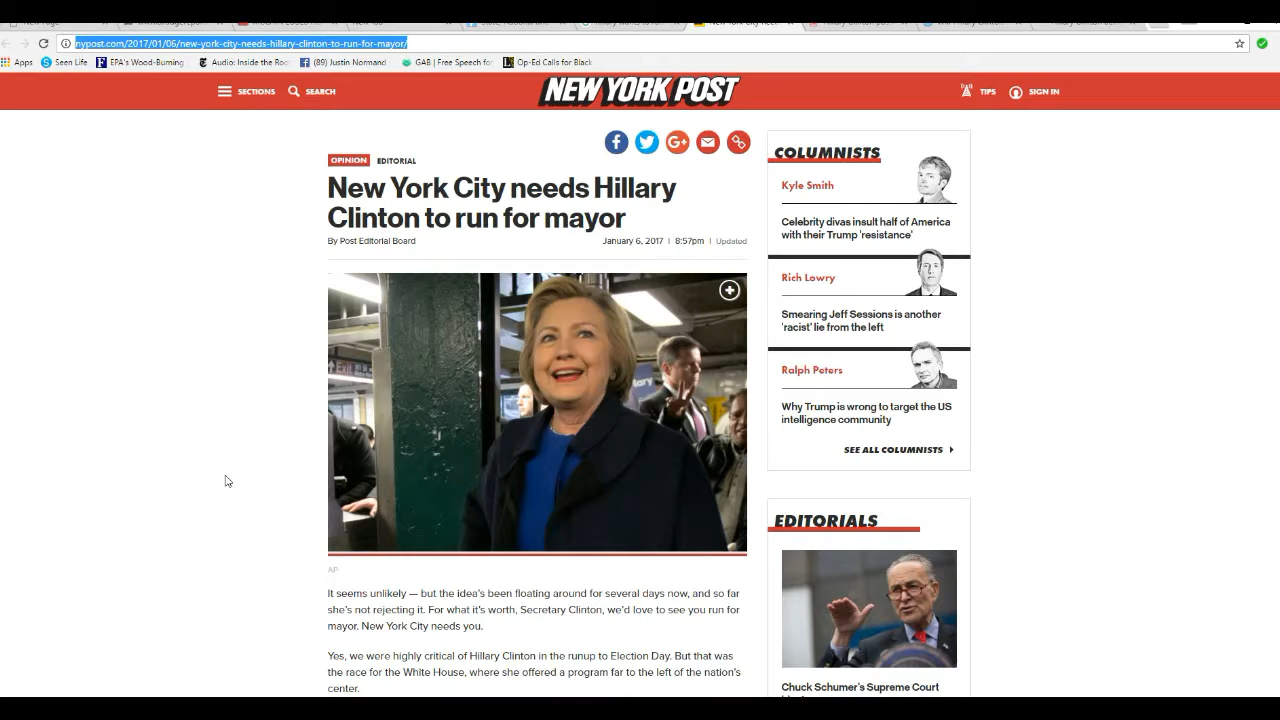 nypost.com/2017/01/06/new-york-city-needs-hillary-clinton-to-run-for-mayor/
Apps
Seen Life
EPA's Wood-Burning
Audio: Inside the Roo
(89) Justin Normand
GAB | Free Speech for
Op-Ed Calls for Black
SECTIONS
SEARCH
NEW YORK POST
TIPS
SIGN IN
OPINION EDITORIAL
New York City needs Hillary
Clinton to run for mayor
By Post Editorial Board
January 6, 2017 | 8:57pm | Updated
AP
It seems unlikely — but the idea's been floating around for several days now, and so far
she's not rejecting it. For what it's worth, Secretary Clinton, we'd love to see you run for
mayor. New York City needs you.
Yes, we were highly critical of Hillary Clinton in the runup to Election Day. But that was
the race for the White House, where she offered a program far to the left of the nation's
center.
COLUMNISTS
Kyle Smith
Celebrity divas insult half of America
with their Trump 'resistance'
Rich Lowry
Smearing Jeff Sessions is another
'racist' lie from the left
Ralph Peters
Why Trump is wrong to target the US
intelligence community
SEE ALL COLUMNISTS
EDITORIALS
Chuck Schumer's Supreme Court